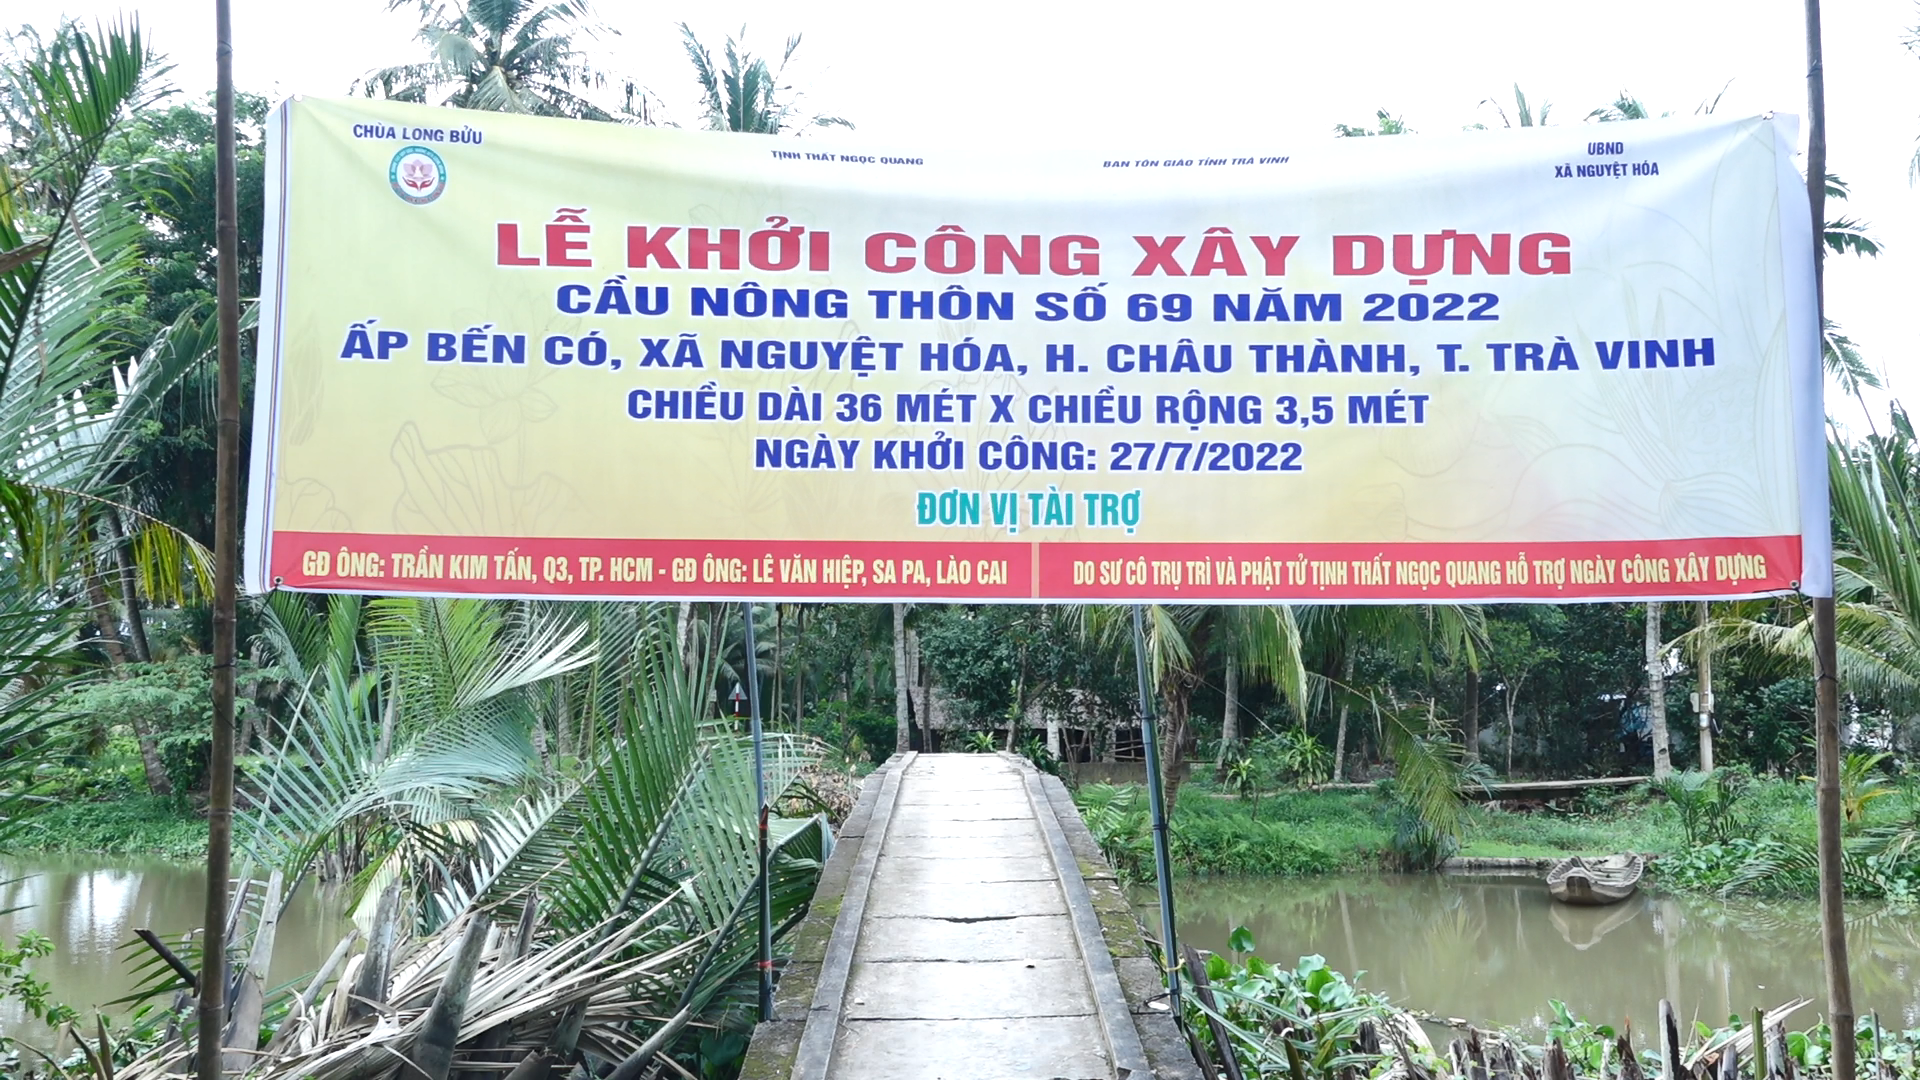 CHÙA LONG BỬU
TỊNH THẤT NGỌC QUANG
BAN TÔN GIÁO TỈNH TRÀ VINH
UBND
XÃ NGUYỆT HÓA
LỄ KHỞI CÔNG XÂY DỰNG
CẦU NÔNG THÔN SỐ 69 NĂM 2022
ẤP BẾN CÓ, XÃ NGUYỆT HÓA, H. CHÂU THÀNH, T. TRÀ VINH
CHIỀU DÀI 36 MÉT X CHIỀU RỘNG 3,5 MÉT
NGÀY KHỞI CÔNG: 27/7/2022
ĐƠN VỊ TÀI TRỢ
GĐ ÔNG: TRẦN KIM TẤN, Q3, TP. HCM - GĐ ÔNG: LÊ VĂN HIỆP, SA PA, LÀO CAI
DO SƯ CÔ TRỤ TRÌ VÀ PHẬT TỬ TỊNH THẤT NGỌC QUANG HỖ TRỢ NGÀY CÔNG XÂY DỰNG